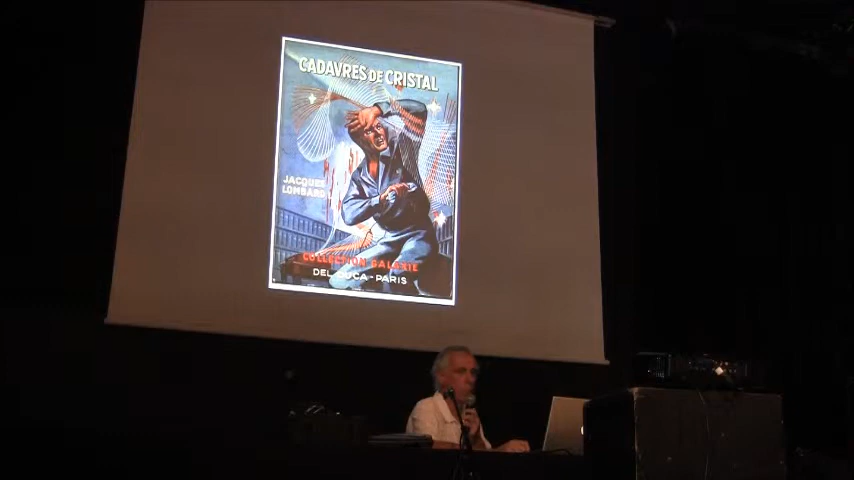 CADAVRES DE CRISTAL
JACQUES
LOMBARD
COLLECTION GALAXIE
DEL DUCA - PARIS